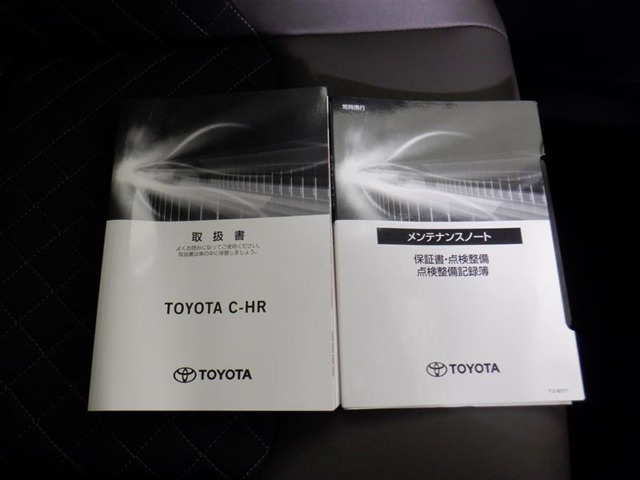 取扱書
よくお読みになってご使用ください。
取扱書は車の中に保管しましょう。
TOYOTA C-HR
TOYOTA
常時携行
メンテナンスノート
保証書・点検整備
点検整備記録簿
TOYOTA